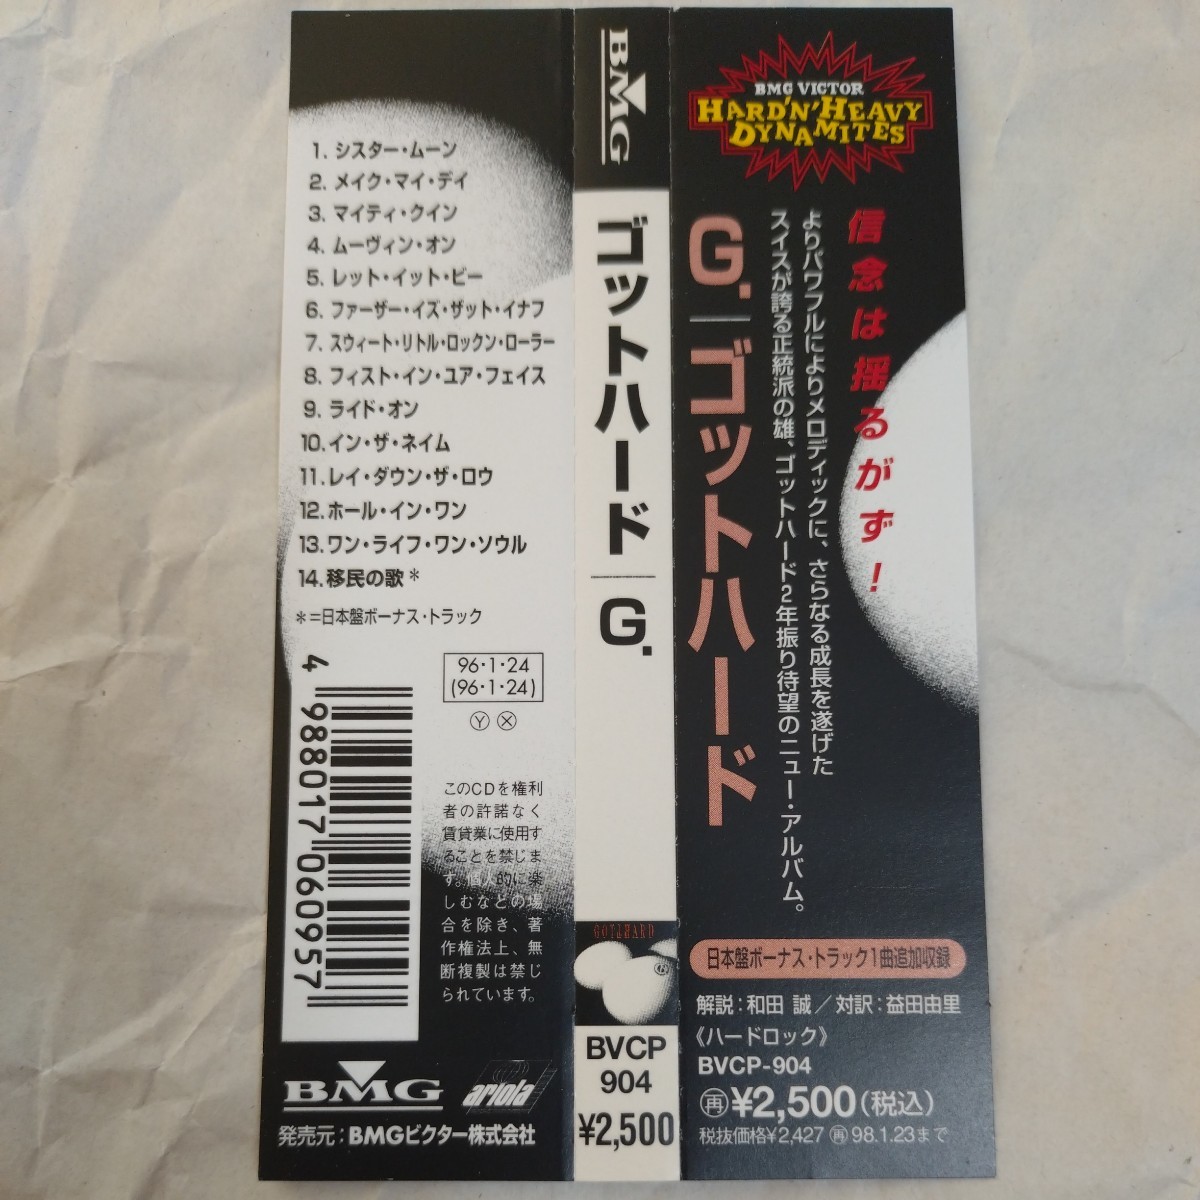 1. シスター・ムーン
2. メイク・マイ・デイ
3. マイティ・クイン
4. ムーヴィン・オン
5. レット・イット・ビー
6. ファーザー・イズ・ザット・イナフ
7. スウィート・リトル・ロックン・ローラー
8. フィスト・イン・ユア・フェイス
9. ライド・オン
10. イン・ザ・ネイム
11. レイ・ダウン・ザ・ロウ
12. ホール・イン・ワン
13. ワン・ライフ・ワン・ソウル
14. 移民の歌*
*=日本盤ボーナス・トラック
4 988017 060957
96・1・24
(96・1・24)
Ⓨ Ⓧ
このCDを権利
者の許諾なく
賃貸業に使用す
ることを禁じま
す。個人的に楽
しむなどの場
合を除き、著
作権法上、無
断複製は禁じ
られています。
BMG
ariola
発売元:BMGビクター株式会社
BMG
ゴットハード
G.
GOTTHARD
BVCP
904
¥2,500
BMG VICTOR
HARD'N'HEAVY
DYNAMITES
信念は揺るがず!
よりパワフルによりメロディックに、さらなる成長を遂げた
スイスが誇る正統派の雄、ゴットハード2年振り待望のニュー・アルバム。
G.|ゴットハード
日本盤ボーナス・トラック1曲追加収録
解説:和田 誠/対訳:益田由里
《ハードロック》
BVCP-904
㊢¥2,500(税込)
税抜価格¥2,427 再 98.1.23まで